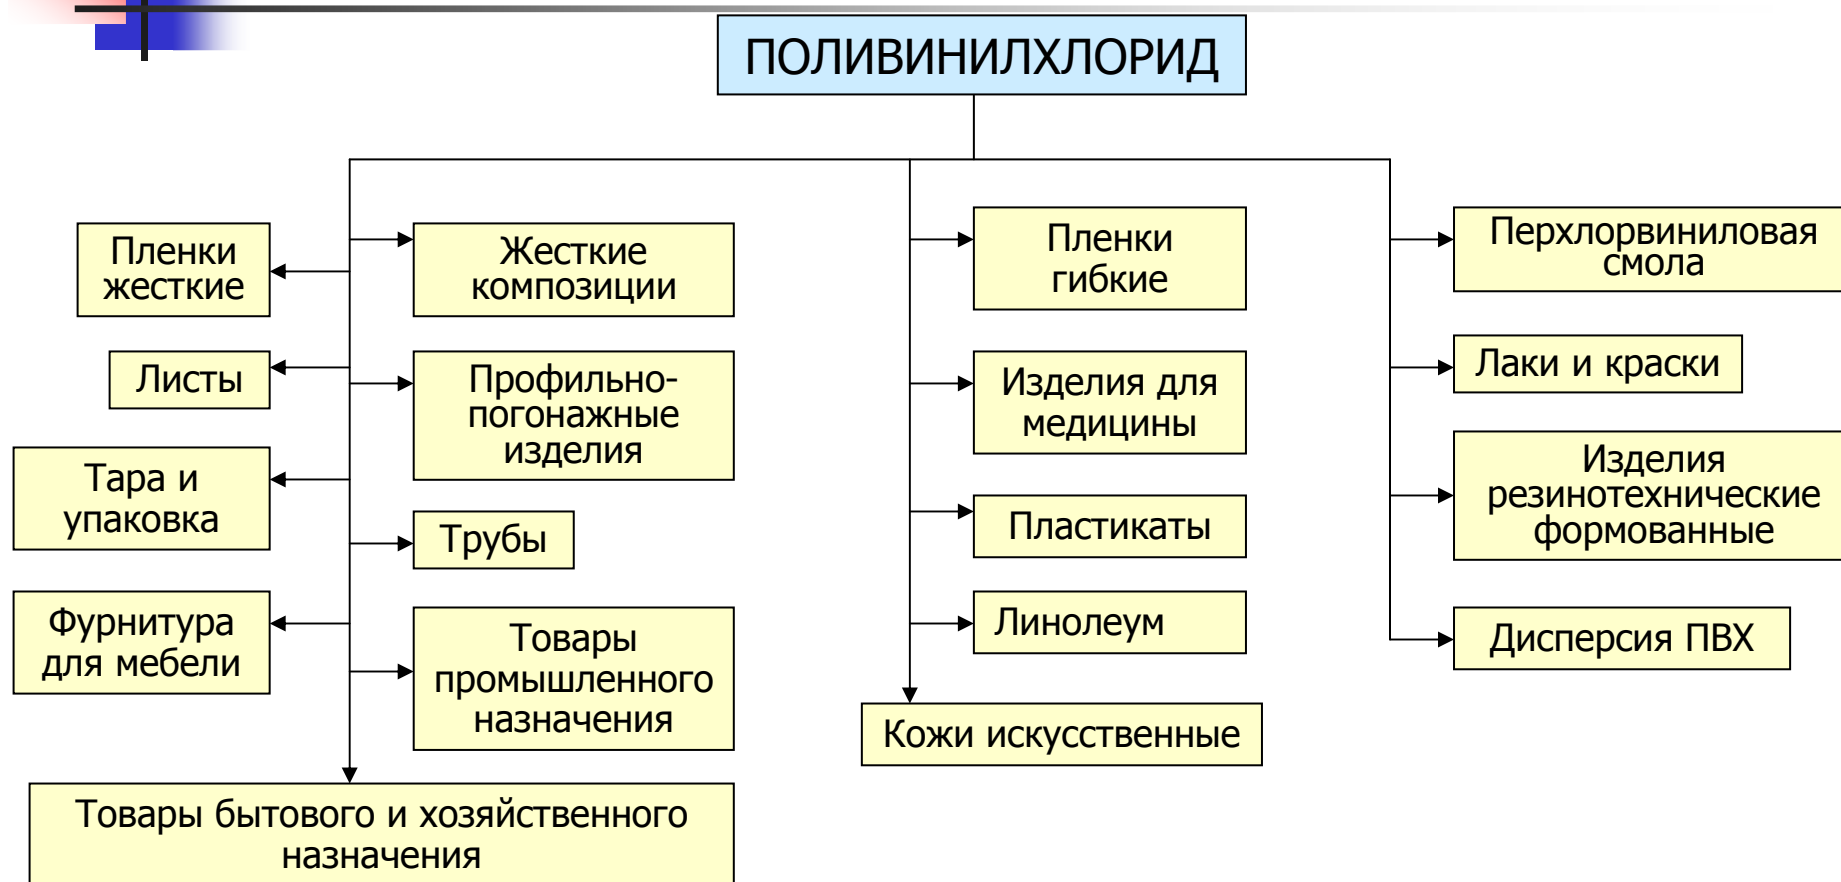 ПОЛИВИНИЛХЛОРИД
Пленки
жесткие
Листы
Тара и
упаковка
Фурнитура
для мебели
Жесткие
композиции
Профильно-
погонажные
изделия
Трубы
Товары
промышленного
назначения
Товары бытового и хозяйственного
назначения
Пленки
гибкие
Изделия для
медицины
Пластикаты
Линолеум
Кожи искусственные
Перхлорвиниловая
смола
Лаки и краски
Изделия
резинотехнические
формованные
Дисперсия ПВХ